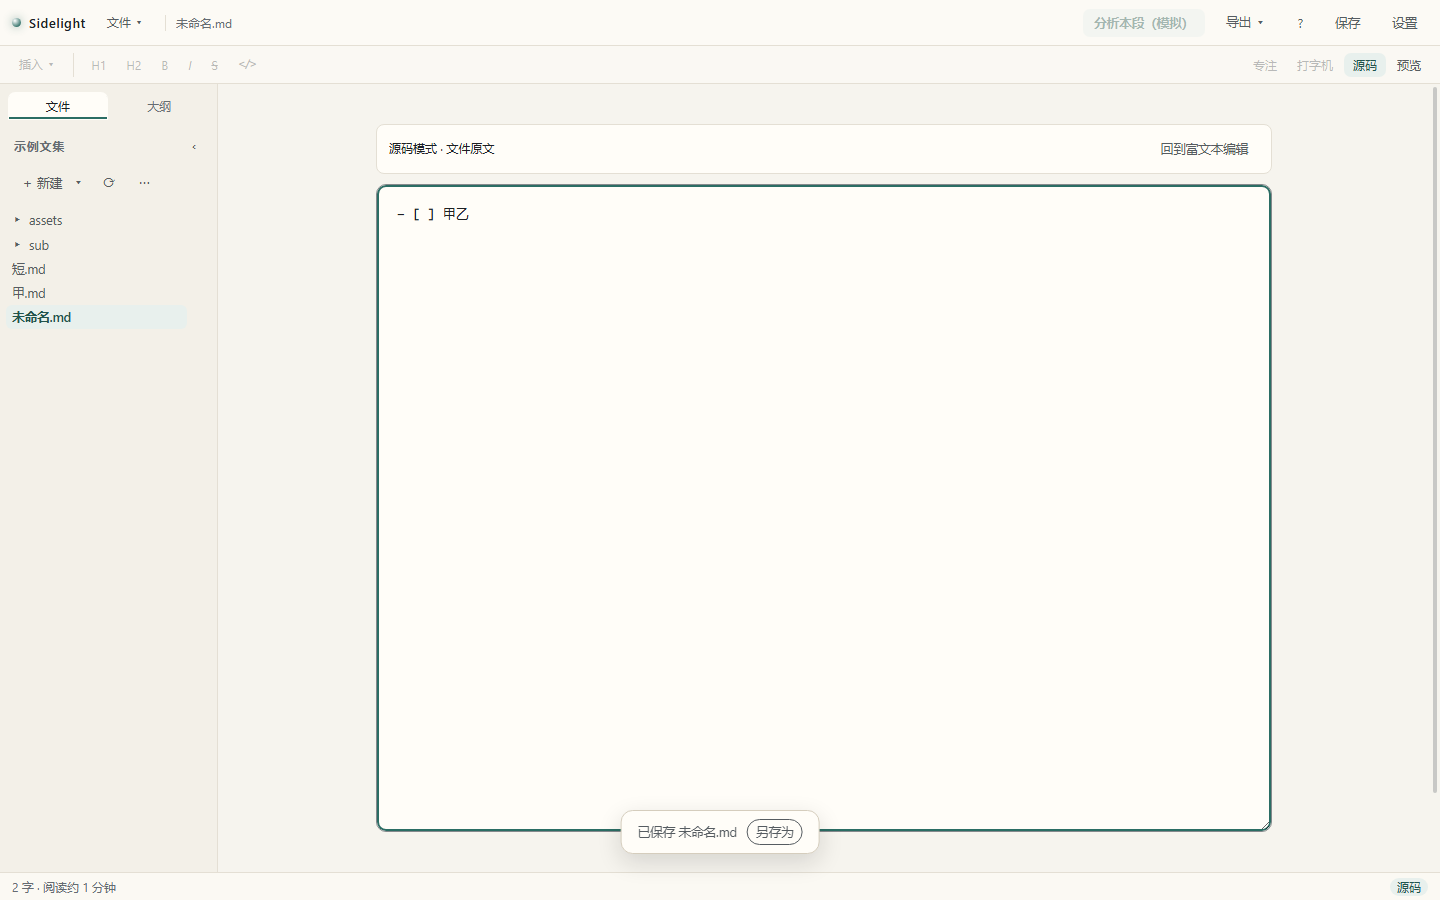 Sidelight 文件 未命名.md 分析本段（模拟） 导出 ? 保存 设置
插入 H1 H2 B I S </> 专注 打字机 源码 预览
文件 大纲
示例文集
+ 新建 ···
assets
sub
短.md
甲.md
未命名.md
源码模式 · 文件原文 回到富文本编辑
- [ ] 甲乙
已保存 未命名.md 另存为
2 字 · 阅读约 1 分钟 源码